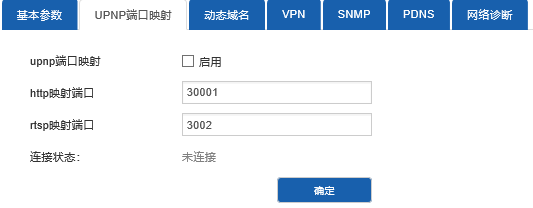 基本参数 UPNP端口映射 动态域名 VPN SNMP PDNS 网络诊断
upnp端口映射 启用
http映射端口 30001
rtsp映射端口 3002
连接状态: 未连接
确定